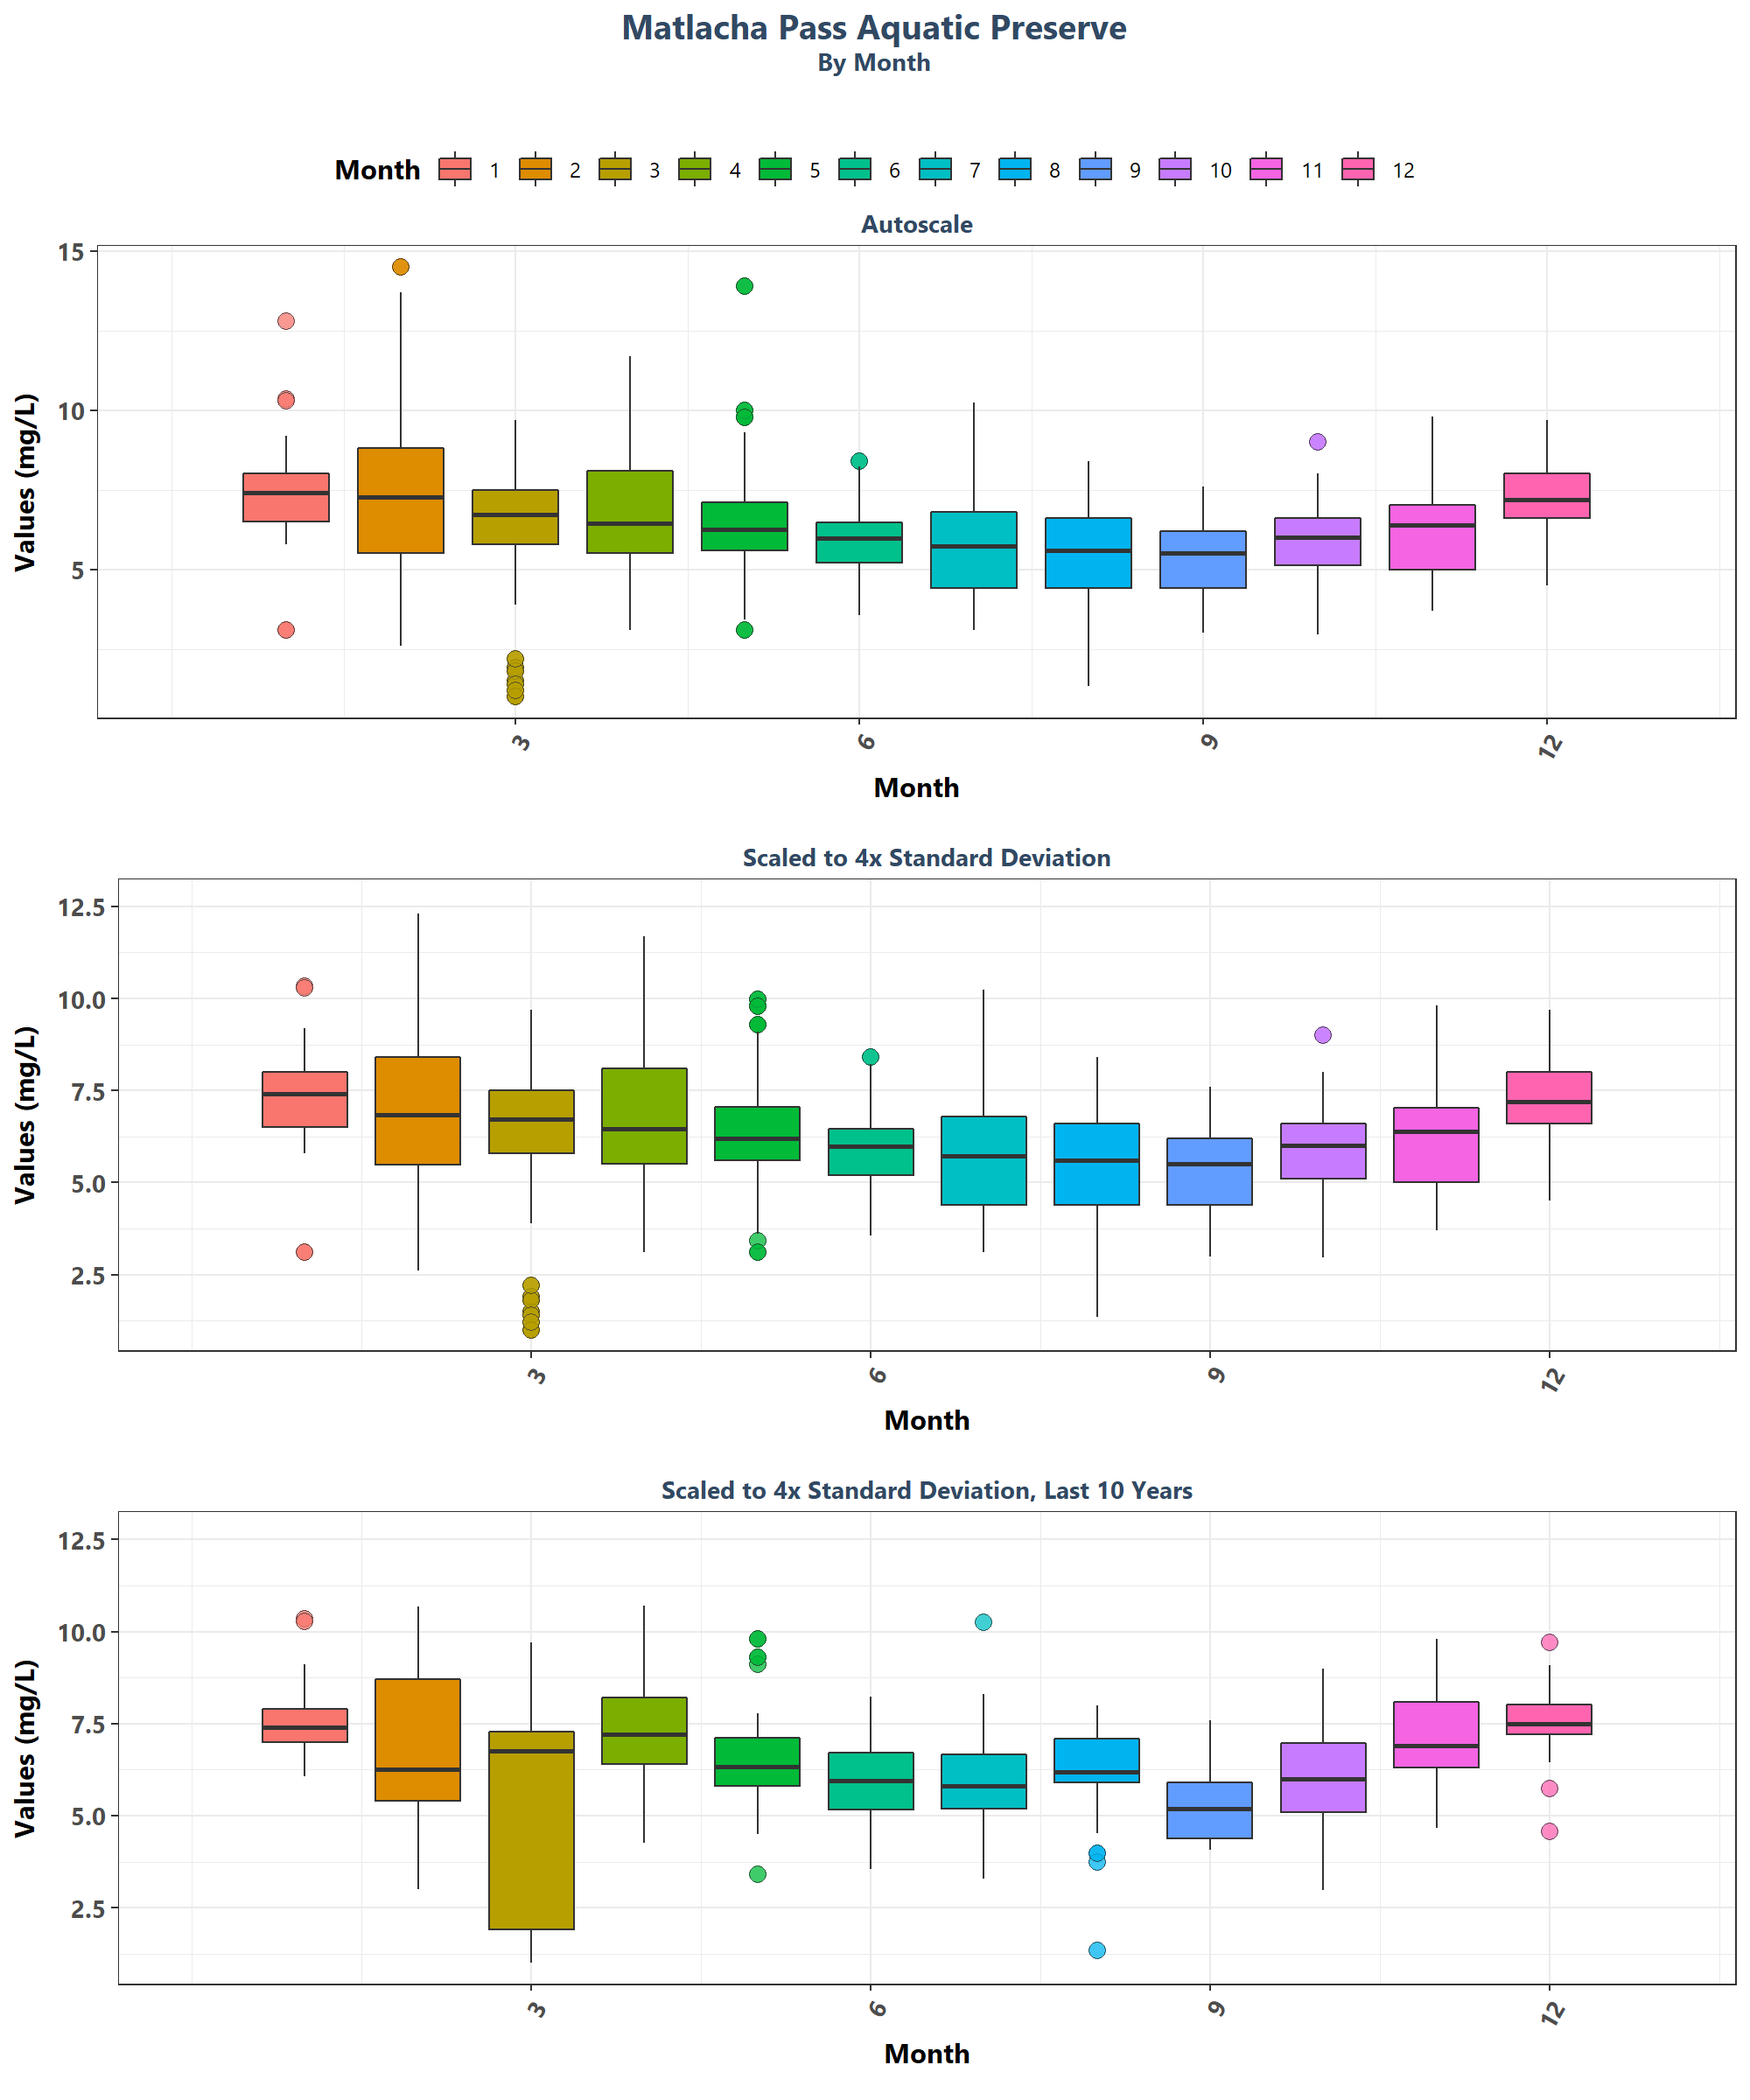 Matlacha Pass Aquatic Preserve
By Month
Month 1 2 3 4 5 6 7 8 9 10 11 12
Autoscale
Values (mg/L)
15
10
5
3 6 9 12
Month
Scaled to 4x Standard Deviation
Values (mg/L)
12.5
10.0
7.5
5.0
2.5
3 6 9 12
Month
Scaled to 4x Standard Deviation, Last 10 Years
Values (mg/L)
12.5
10.0
7.5
5.0
2.5
3 6 9 12
Month